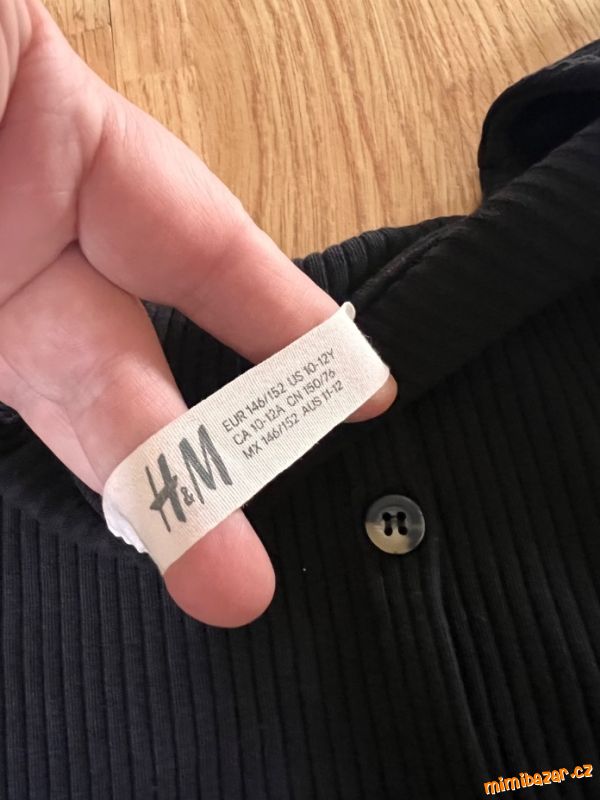 H&M
EUR 146/152 US 10-12Y
CA 10-12A CN 150/76
MX 146/152 AUS 11-12
mimibazar.cz